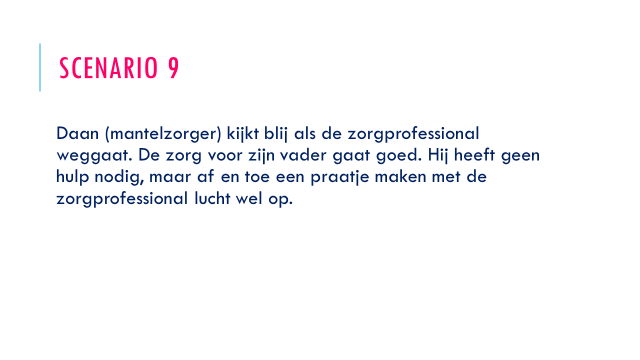 SCENARIO 9
Daan (mantelzorger) kijkt blij als de zorgprofessional
weggaat. De zorg voor zijn vader gaat goed. Hij heeft geen
hulp nodig, maar af en toe een praatje maken met de
zorgprofessional lucht wel op.